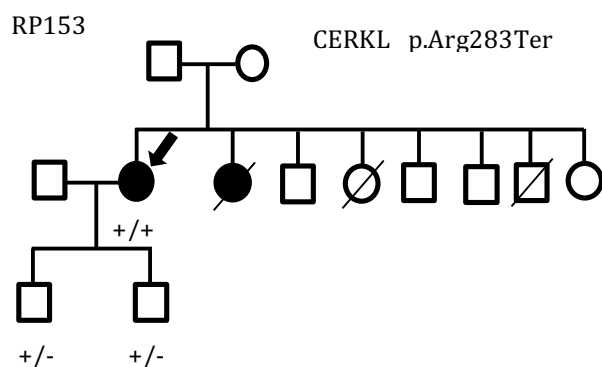 RP153
CERKL p.Arg283Ter
+/+
+/- +/-